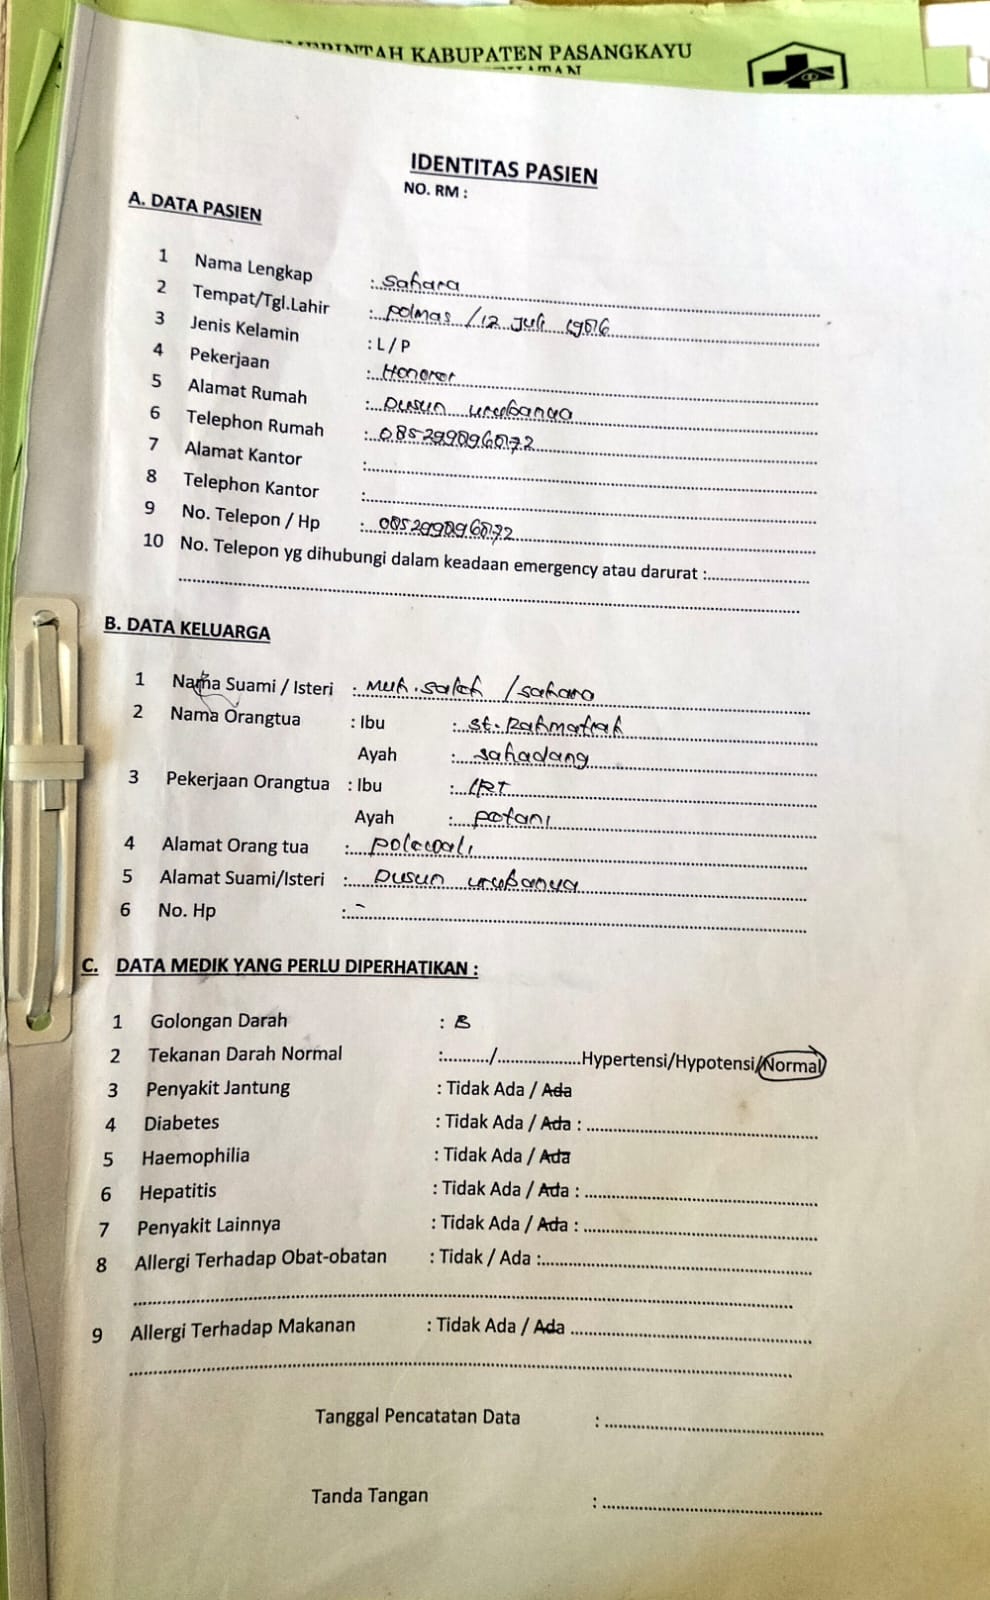 PEMERINTAH KABUPATEN PASANGKAYU
IDENTITAS PASIEN
NO. RM :
A. DATA PASIEN
1 Nama Lengkap : Sahara
2 Tempat/Tgl.Lahir : Polmas / 12 Juli
3 Jenis Kelamin : L / P
4 Pekerjaan : Honorer
5 Alamat Rumah : Dusun urubanua
6 Telephon Rumah :
7 Alamat Kantor :
8 Telephon Kantor :
9 No. Telepon / Hp :
10 No. Telepon yg dihubungi dalam keadaan emergency atau darurat :
B. DATA KELUARGA
1 Nama Suami / Isteri : Muh. Saleh / Sahara
2 Nama Orangtua : Ibu : St. Rahmatiah
Ayah : Sahadang
3 Pekerjaan Orangtua : Ibu : IRT
Ayah : Petani
4 Alamat Orang tua : Polewali
5 Alamat Suami/Isteri : Dusun urubanua
6 No. Hp : -
C. DATA MEDIK YANG PERLU DIPERHATIKAN :
1 Golongan Darah : B
2 Tekanan Darah Normal :........../..................Hypertensi/Hypotensi/Normal
3 Penyakit Jantung : Tidak Ada / Ada
4 Diabetes : Tidak Ada / Ada :
5 Haemophilia : Tidak Ada / Ada
6 Hepatitis : Tidak Ada / Ada :
7 Penyakit Lainnya : Tidak Ada / Ada :
8 Allergi Terhadap Obat-obatan : Tidak / Ada :
9 Allergi Terhadap Makanan : Tidak Ada / Ada
Tanggal Pencatatan Data :
Tanda Tangan :